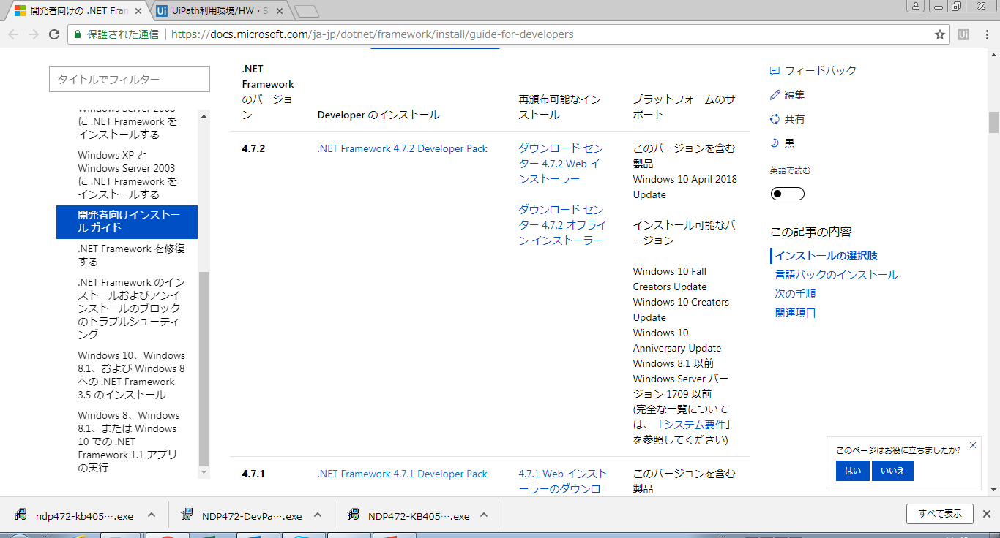 開発者向けの .NET Fran
UiPath利用環境/HW・S
保護された通信
https://docs.microsoft.com/ja-jp/dotnet/framework/install/guide-for-developers
タイトルでフィルター
Windows Server 2008
に .NET Framework を
インストールする
Windows XP と
Windows Server 2003
に .NET Framework を
インストールする
開発者向けインストー
ル ガイド
.NET Framework を修復
する
.NET Framework のイン
ストールおよびアンイ
ンストールのブロック
のトラブルシューティ
ング
Windows 10、Windows
8.1、および Windows 8
への .NET Framework
3.5 のインストール
Windows 8、Windows
8.1、または Windows
10 での .NET
Framework 1.1 アプリ
の実行
.NET
Framework
のバージョ
ン
Developer のインストール
再頒布可能なイン
ストール
プラットフォームのサ
ポート
4.7.2
.NET Framework 4.7.2 Developer Pack
ダウンロード セン
ター 4.7.2 Web イ
ンストーラー
ダウンロード セン
ター 4.7.2 オフライ
ン インストーラー
このバージョンを含む
製品
Windows 10 April 2018
Update
インストール可能なバ
ージョン
Windows 10 Fall
Creators Update
Windows 10 Creators
Update
Windows 10
Anniversary Update
Windows 8.1 以前
Windows Server バー
ジョン 1709 以前
(完全な一覧について
は、「システム要件」
を参照してください)
4.7.1
.NET Framework 4.7.1 Developer Pack
4.7.1 Web インスト
ーラーのダウンロ
このバージョンを含む
製品
フィードバック
編集
共有
黒
英語で読む
この記事の内容
インストールの選択肢
言語パックのインストール
次の手順
関連項目
このページはお役に立ちましたか?
はい
いいえ
ndp472-kb405….exe
NDP472-DevPa….exe
NDP472-KB405….exe
すべて表示